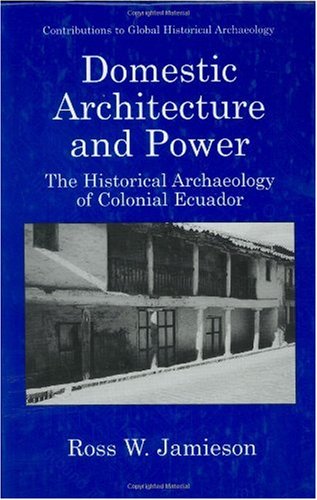 Contributions to Global Historical Archaeology
Domestic
Architecture
and Power
The Historical Archaeology
of Colonial Ecuador
Ross W. Jamieson